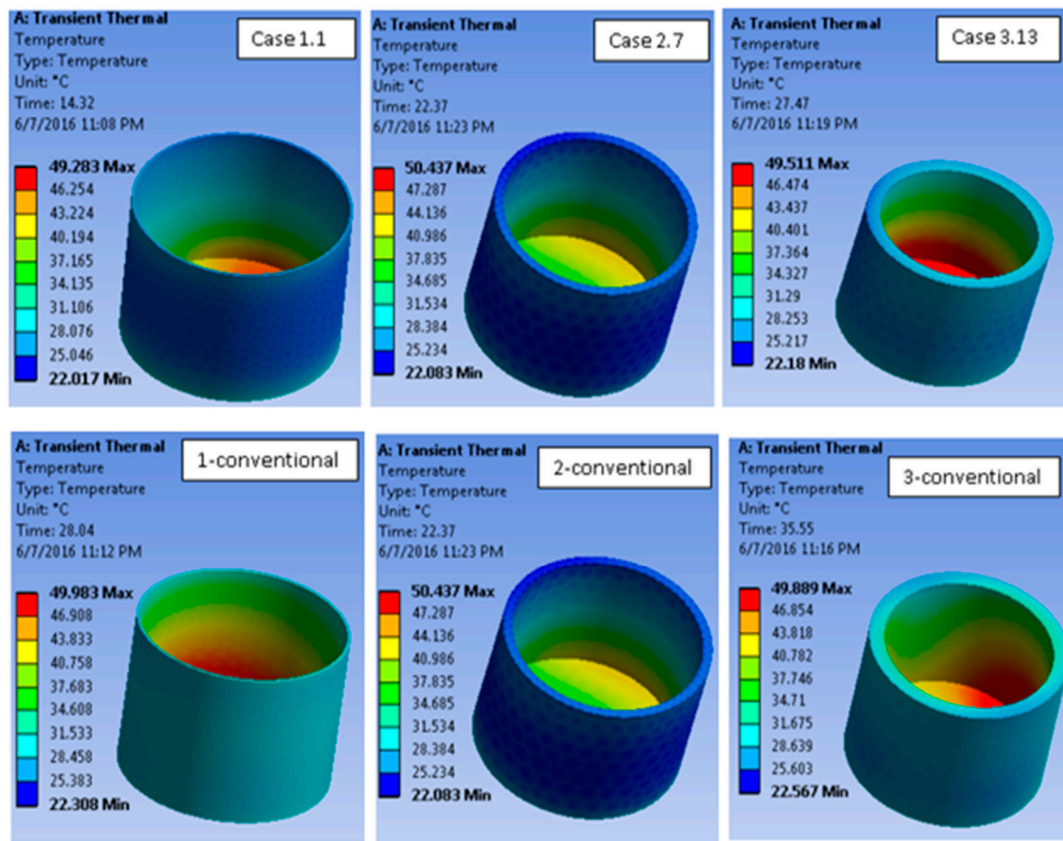 A: Transient Thermal
Temperature
Type: Temperature
Unit: °C
Time: 14.32
6/7/2016 11:08 PM
Case 1.1
49.283 Max
46.254
43.224
40.194
37.165
34.135
31.106
28.076
25.046
22.017 Min
A: Transient Thermal
Temperature
Type: Temperature
Unit: °C
Time: 22.37
6/7/2016 11:23 PM
Case 2.7
50.437 Max
47.287
44.136
40.986
37.835
34.685
31.534
28.384
25.234
22.083 Min
A: Transient Thermal
Temperature
Type: Temperature
Unit: °C
Time: 27.47
6/7/2016 11:19 PM
Case 3.13
49.511 Max
46.474
43.437
40.401
37.364
34.327
31.29
28.253
25.217
22.18 Min
A: Transient Thermal
Temperature
Type: Temperature
Unit: °C
Time: 28.04
6/7/2016 11:12 PM
1-conventional
49.983 Max
46.908
43.833
40.758
37.683
34.608
31.533
28.458
25.383
22.308 Min
A: Transient Thermal
Temperature
Type: Temperature
Unit: °C
Time: 22.37
6/7/2016 11:23 PM
2-conventional
50.437 Max
47.287
44.136
40.986
37.835
34.685
31.534
28.384
25.234
22.083 Min
A: Transient Thermal
Temperature
Type: Temperature
Unit: °C
Time: 35.55
6/7/2016 11:16 PM
3-conventional
49.889 Max
46.854
43.818
40.782
37.746
34.71
31.675
28.639
25.603
22.567 Min